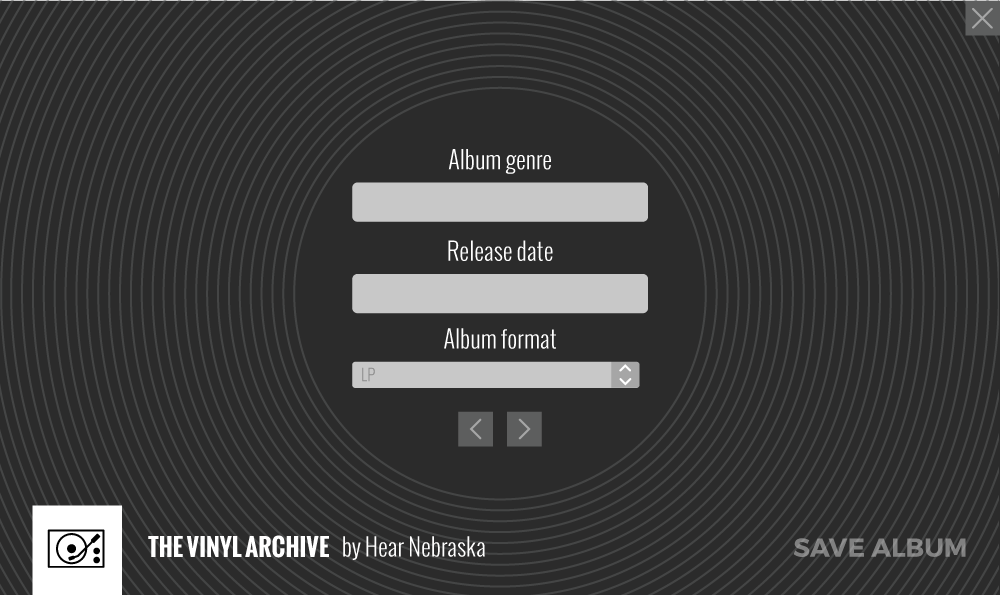 Album genre
Release date
Album format
LP
THE VINYL ARCHIVE by Hear Nebraska
SAVE ALBUM